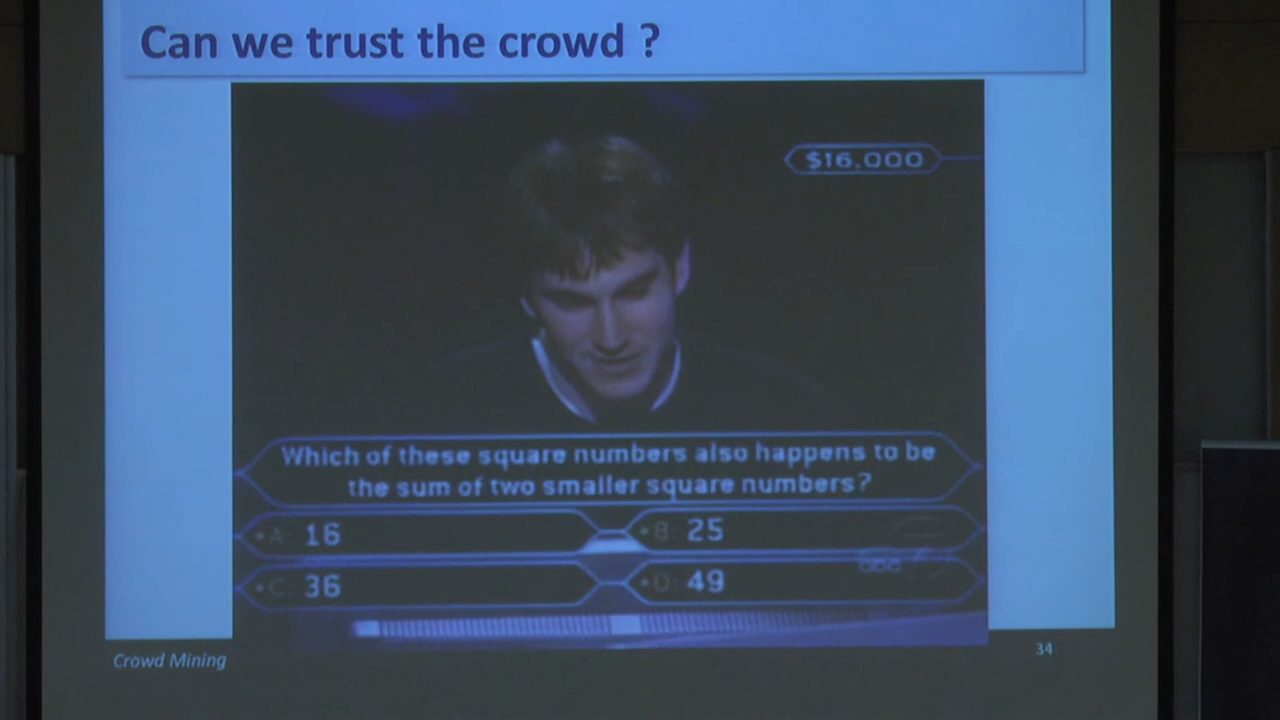 Can we trust the crowd ?
$16,000
Which of these square numbers also happens to be
the sum of two smaller square numbers?
A: 16
B: 25
C: 36
D: 49
abc
Crowd Mining
34